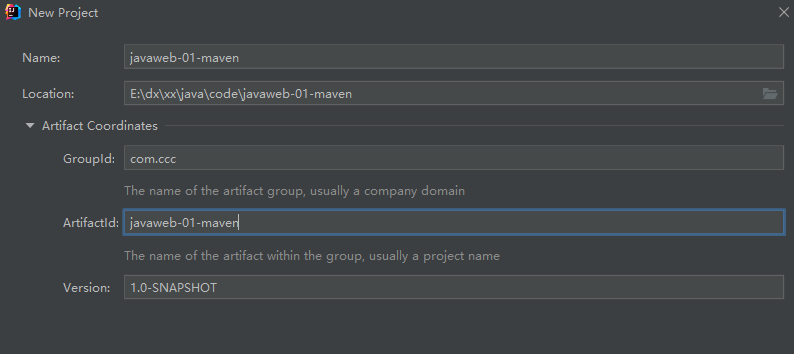 New Project
Name: javaweb-01-maven
Location: E:\dx\xx\java\code\javaweb-01-maven
Artifact Coordinates
GroupId: com.ccc
The name of the artifact group, usually a company domain
ArtifactId: javaweb-01-maven
The name of the artifact within the group, usually a project name
Version: 1.0-SNAPSHOT